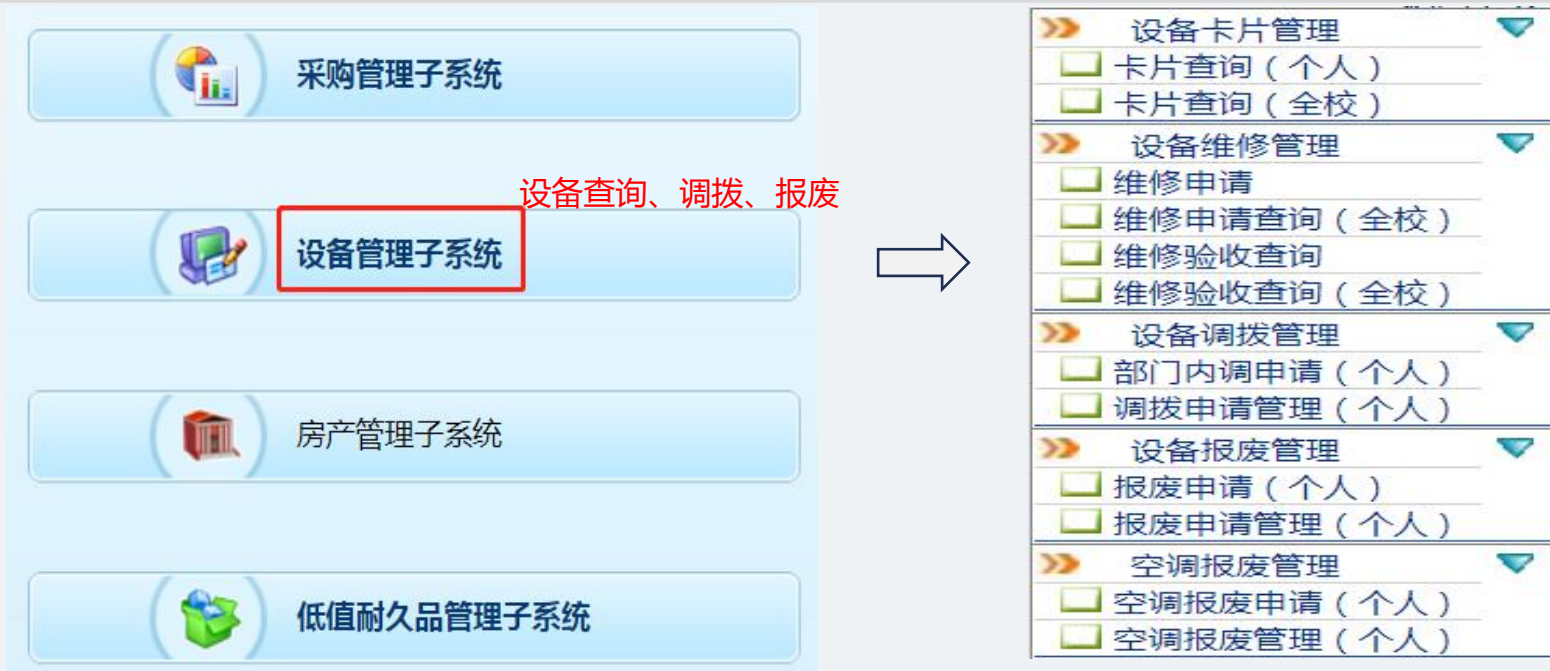 采购管理子系统
设备查询、调拨、报废
设备管理子系统
房产管理子系统
低值耐久品管理子系统
设备卡片管理
卡片查询（个人）
卡片查询（全校）
设备维修管理
维修申请
维修申请查询（全校）
维修验收查询
维修验收查询（全校）
设备调拨管理
部门内调申请（个人）
调拨申请管理（个人）
设备报废管理
报废申请（个人）
报废申请管理（个人）
空调报废管理
空调报废申请（个人）
空调报废管理（个人）